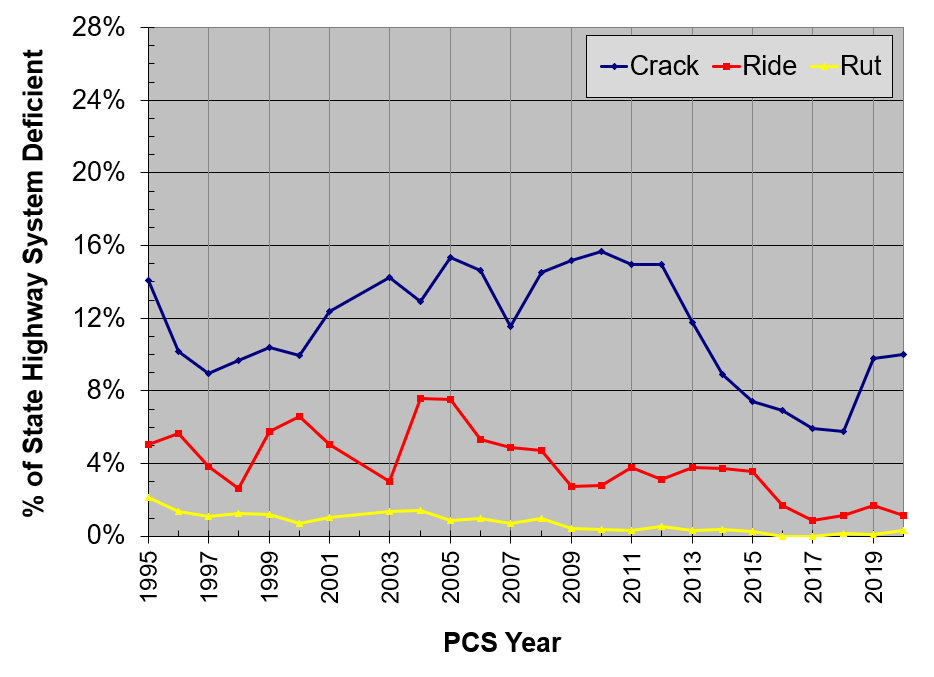 28%
24%
20%
16%
12%
8%
4%
0%
% of State Highway System Deficient
Crack Ride Rut
1995 1997 1999 2001 2003 2005 2007 2009 2011 2013 2015 2017 2019
PCS Year